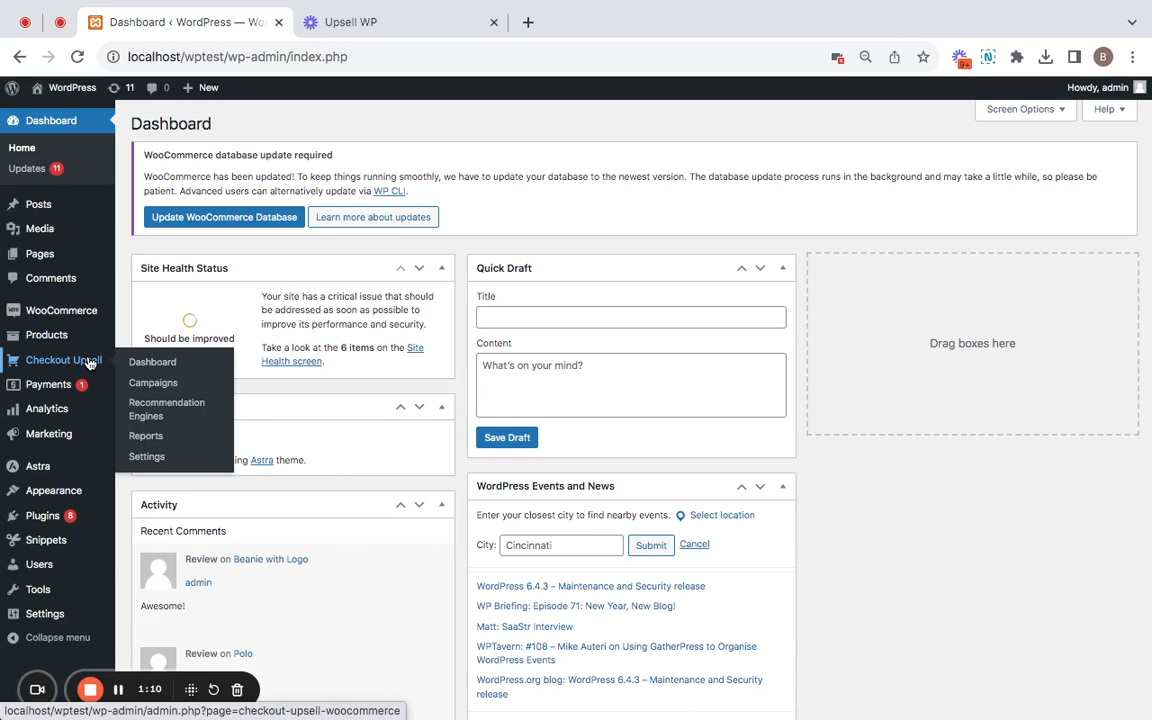 Dashboard ‹ WordPress — Wo
Upsell WP
localhost/wptest/wp-admin/index.php
9+
B
WordPress
11
0
New
Howdy, admin
Dashboard
Home
Updates 11
Posts
Media
Pages
Comments
WooCommerce
Products
Checkout Upsell
Payments 1
Analytics
Marketing
Astra
Appearance
Plugins 8
Snippets
Users
Tools
Settings
Collapse menu
Dashboard
Campaigns
Recommendation
Engines
Reports
Settings
Dashboard
Screen Options
Help
WooCommerce database update required
WooCommerce has been updated! To keep things running smoothly, we have to update your database to the newest version. The database update process runs in the background and may take a little while, so please be
patient. Advanced users can alternatively update via WP CLI.
Update WooCommerce Database
Learn more about updates
Site Health Status
Should be improved
Your site has a critical issue that should
be addressed as soon as possible to
improve its performance and security.
Take a look at the 6 items on the Site
Health screen.
ng Astra theme.
Activity
Recent Comments
Review on Beanie with Logo
admin
Awesome!
Review on Polo
Quick Draft
Title
Content
What's on your mind?
Save Draft
WordPress Events and News
Enter your closest city to find nearby events. Select location
City: Cincinnati Submit Cancel
WordPress 6.4.3 – Maintenance and Security release
WP Briefing: Episode 71: New Year, New Blog!
Matt: SaaStr Interview
WPTavern: #108 – Mike Auteri on Using GatherPress to Organise
WordPress Events
WordPress.org blog: WordPress 6.4.3 – Maintenance and Security
release
Drag boxes here
1:10
localhost/wptest/wp-admin/admin.php?page=checkout-upsell-woocommerce